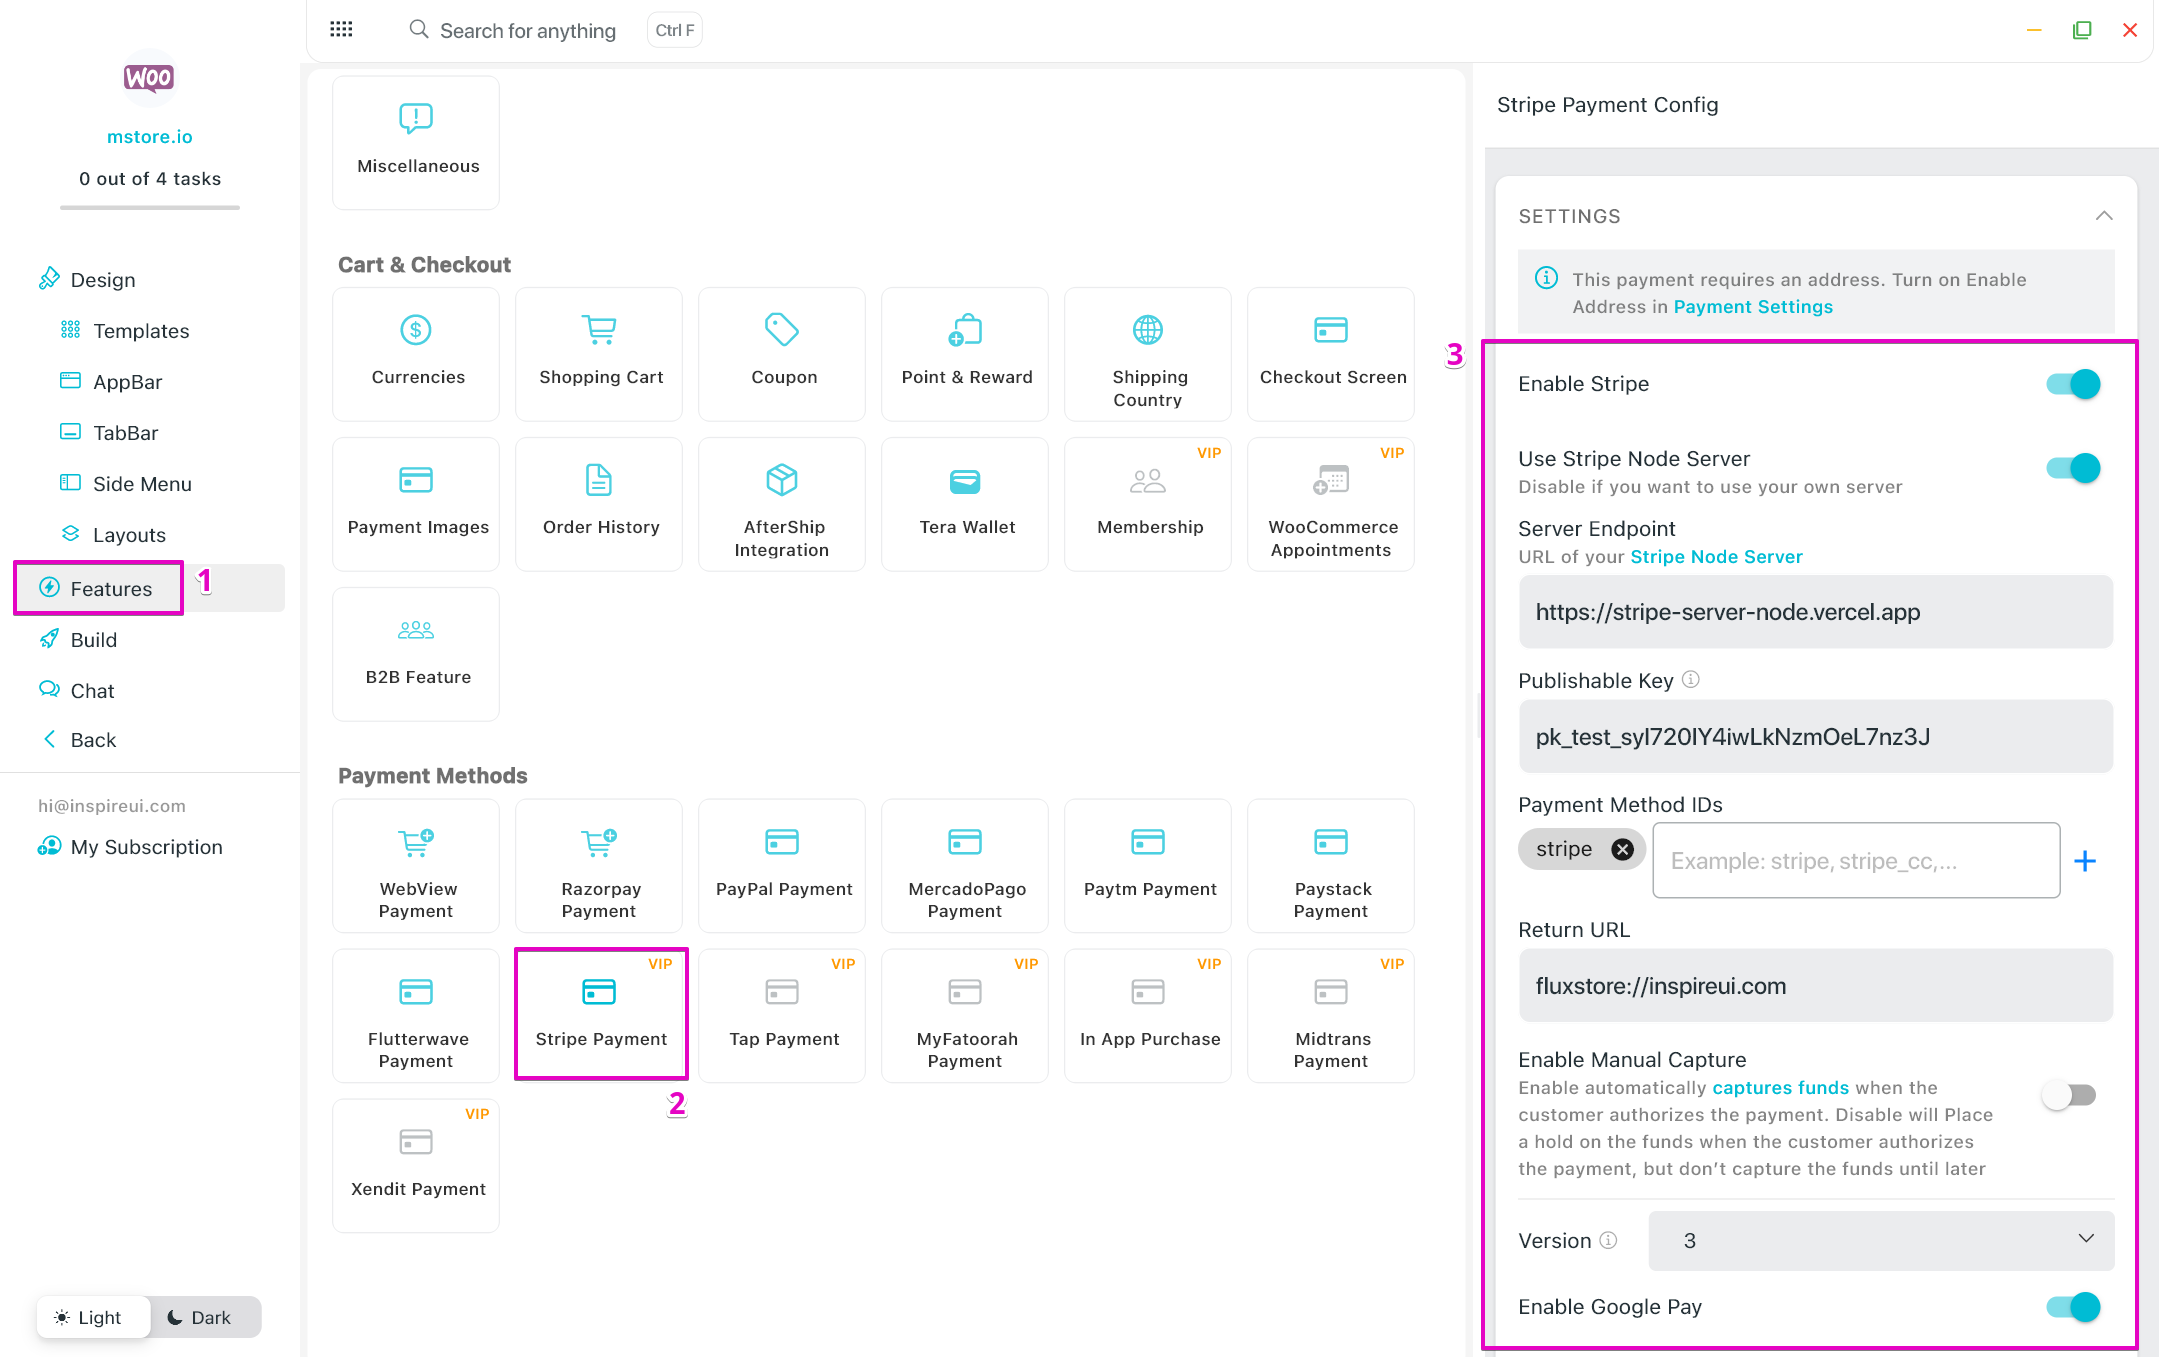 Search for anything
Ctrl F
WOO
mstore.io
0 out of 4 tasks
Design
Templates
AppBar
TabBar
Side Menu
Layouts
Features
1
Build
Chat
Back
hi@inspireui.com
My Subscription
Light
Dark
Miscellaneous
Cart & Checkout
Currencies
Shopping Cart
Coupon
Point & Reward
Shipping
Country
Checkout Screen
Payment Images
Order History
AfterShip
Integration
Tera Wallet
VIP
Membership
VIP
WooCommerce
Appointments
B2B Feature
Payment Methods
WebView
Payment
Razorpay
Payment
PayPal Payment
MercadoPago
Payment
Paytm Payment
Paystack
Payment
Flutterwave
Payment
VIP
Stripe Payment
2
VIP
Tap Payment
VIP
MyFatoorah
Payment
VIP
In App Purchase
VIP
Midtrans
Payment
VIP
Xendit Payment
Stripe Payment Config
SETTINGS
This payment requires an address. Turn on Enable
Address in Payment Settings
3
Enable Stripe
Use Stripe Node Server
Disable if you want to use your own server
Server Endpoint
URL of your Stripe Node Server
https://stripe-server-node.vercel.app
Publishable Key
pk_test_syI720IY4iwLkNzmOeL7nz3J
Payment Method IDs
stripe
Example: stripe, stripe_cc,...
Return URL
fluxstore://inspireui.com
Enable Manual Capture
Enable automatically captures funds when the
customer authorizes the payment. Disable will Place
a hold on the funds when the customer authorizes
the payment, but don't capture the funds until later
Version
3
Enable Google Pay